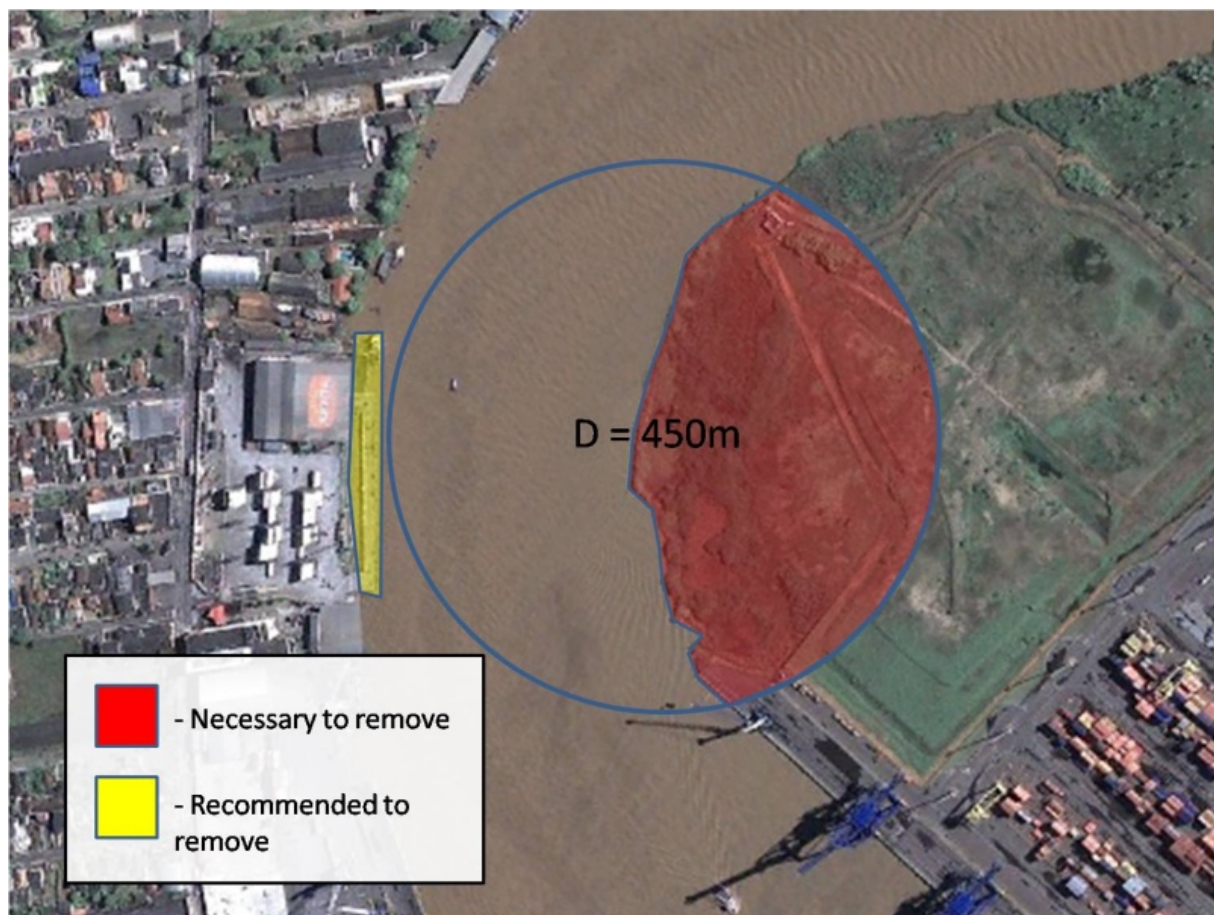 D = 450m
- Necessary to remove
- Recommended to
remove